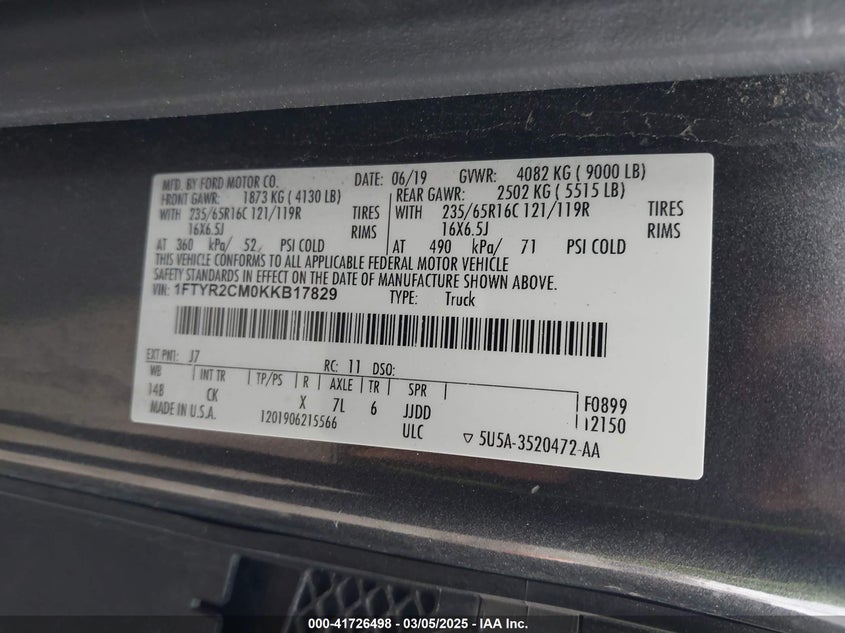 MFD. BY FORD MOTOR CO. DATE: 06/19 GVWR: 4082 KG ( 9000 LB)
FRONT GAWR: 1873 KG ( 4130 LB) REAR GAWR: 2502 KG ( 5515 LB)
WITH 235/65R16C 121/119R TIRES WITH 235/65R16C 121/119R TIRES
16X6.5J RIMS 16X6.5J RIMS
AT 360 kPa/ 52 PSI COLD AT 490 kPa/ 71 PSI COLD
THIS VEHICLE CONFORMS TO ALL APPLICABLE FEDERAL MOTOR VEHICLE
SAFETY STANDARDS IN EFFECT ON THE DATE OF MANUFACTURE SHOWN ABOVE.
VIN: 1FTYR2CM0KKB17829 TYPE: Truck
EXT PNT: J7 RC: 11 DSO:
WB INT TR TP/PS R AXLE TR SPR
148 CK X 7L 6 JJDD F0899
MADE IN U.S.A. 1201906215566 ULC 12150
▽ 5U5A-3520472-AA
000-41726498 - 03/05/2025 - IAA Inc.